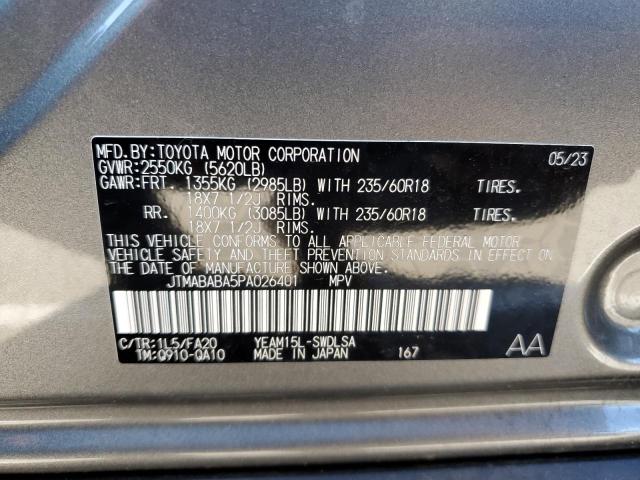 MFD.BY:TOYOTA MOTOR CORPORATION 05/23
GVWR:2550KG (5620LB)
GAWR:FRT. 1355KG (2985LB) WITH 235/60R18 TIRES.
18X7 1/2J RIMS.
RR. 1400KG (3085LB) WITH 235/60R18 TIRES.
18X7 1/2J RIMS.
THIS VEHICLE CONFORMS TO ALL APPLICABLE FEDERAL MOTOR
VEHICLE SAFETY AND THEFT PREVENTION STANDARDS IN EFFECT
ON THE DATE OF MANUFACTURE SHOWN ABOVE.
JTMABABA5PA026401 MPV
C/TR:1L5/FA20 YEAM15L-SWDLSA
TM:Q910-QA10 MADE IN JAPAN 167 AA